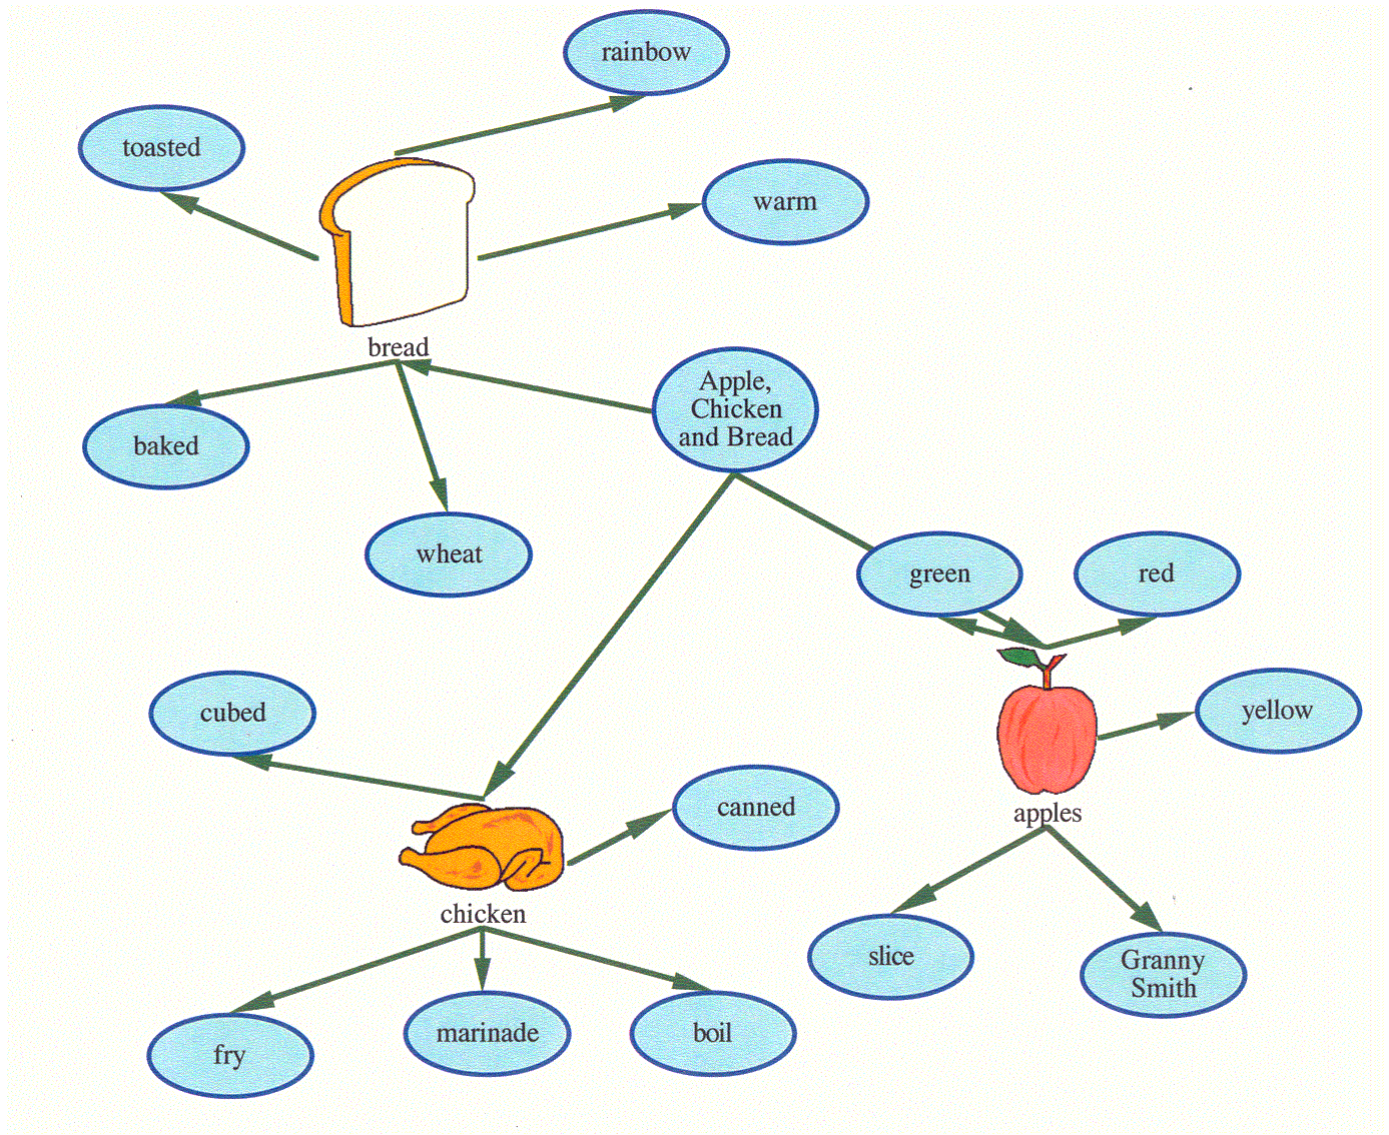 rainbow
toasted
warm
bread
Apple,
Chicken
and Bread
baked
wheat
green
red
cubed
yellow
canned
apples
chicken
slice
Granny
Smith
fry
marinade
boil